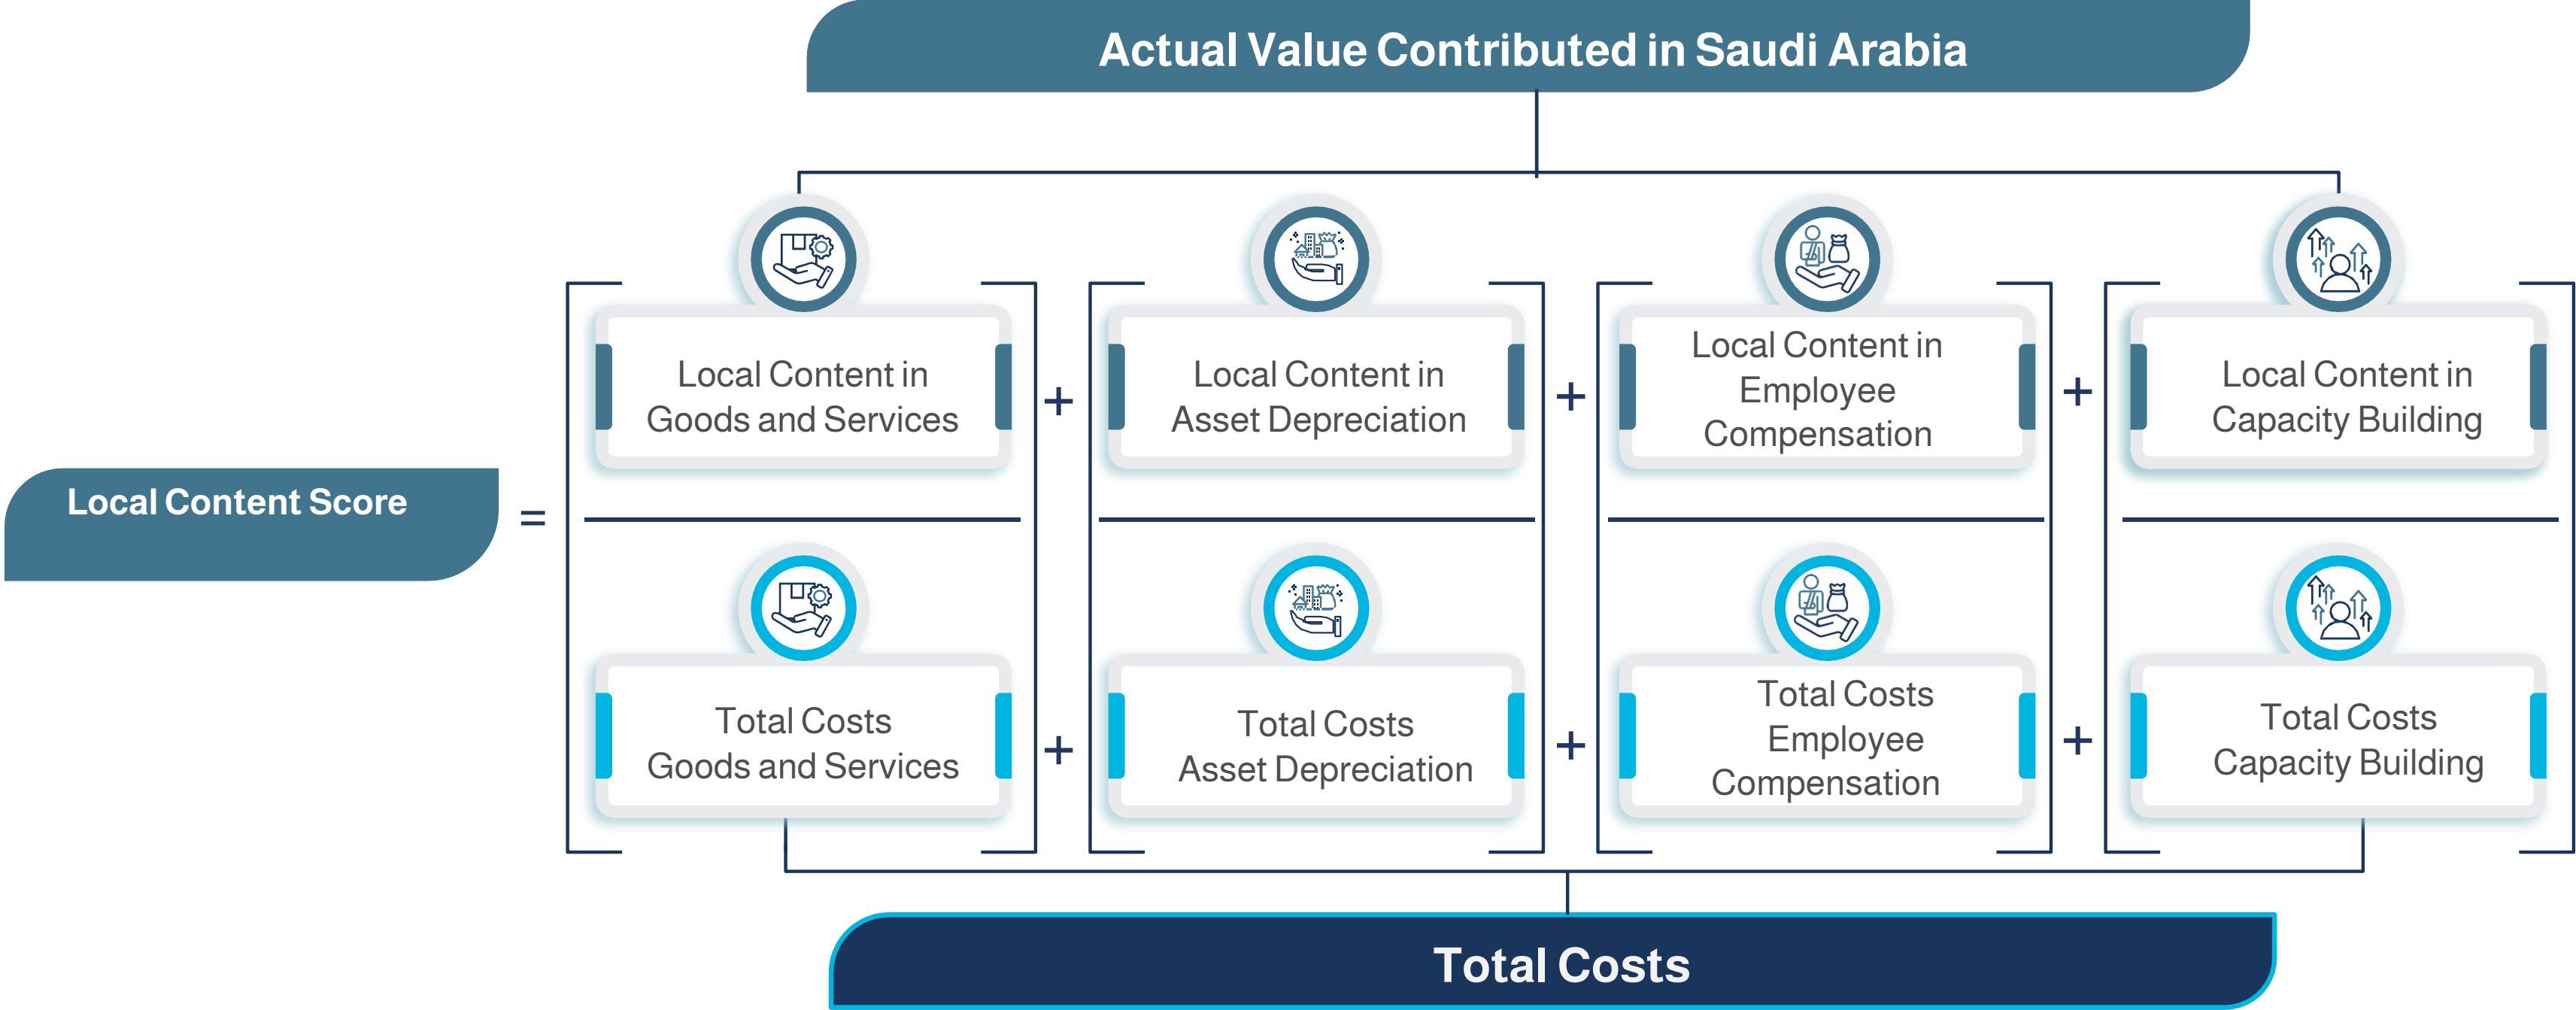 Actual Value Contributed in Saudi Arabia
Local Content in
Goods and Services
+
Local Content in
Asset Depreciation
+
Local Content in
Employee
Compensation
+
Local Content in
Capacity Building
Local Content Score
=
Total Costs
Goods and Services
+
Total Costs
Asset Depreciation
+
Total Costs
Employee
Compensation
+
Total Costs
Capacity Building
Total Costs